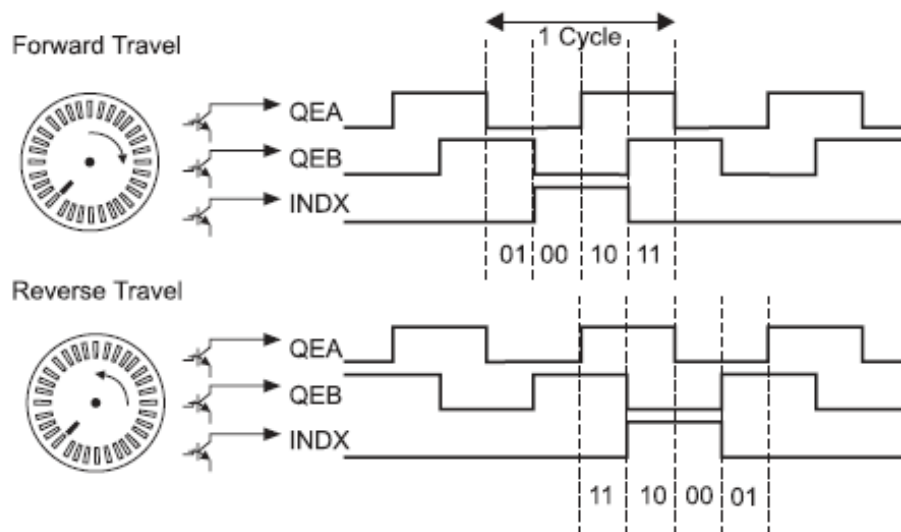 1 Cycle
Forward Travel
QEA
QEB
INDX
01 00 10 11
Reverse Travel
QEA
QEB
INDX
11 10 00 01